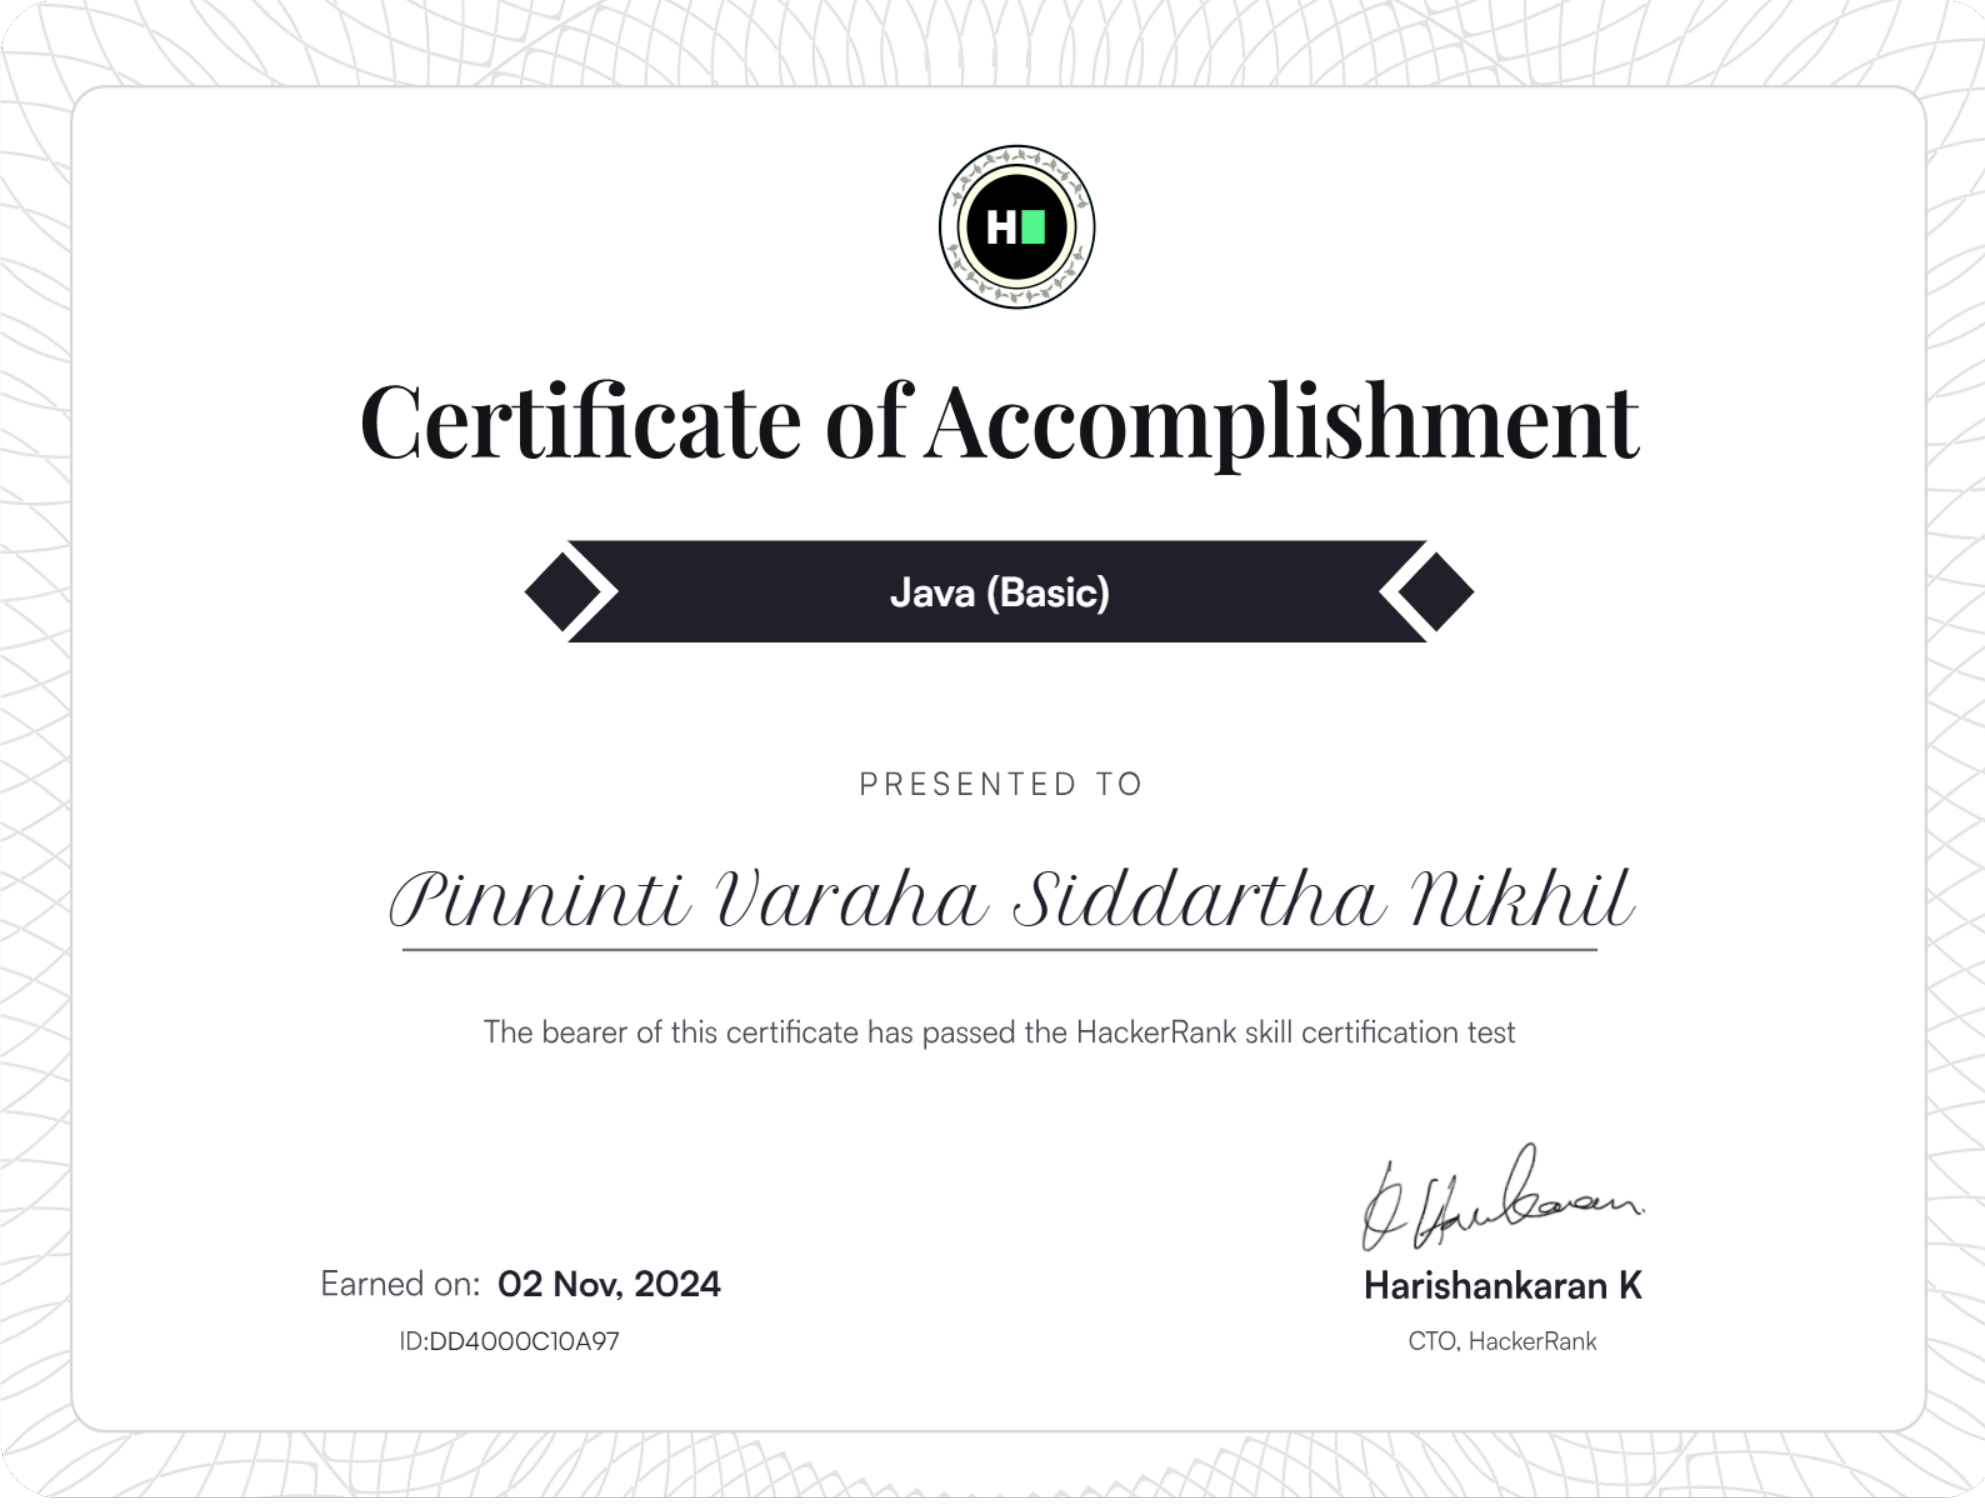 H
Certificate of Accomplishment
Java (Basic)
PRESENTED TO
Pinninti Varaha Siddartha Nikhil
The bearer of this certificate has passed the HackerRank skill certification test
Earned on: 02 Nov, 2024
ID:DD4000C10A97
Harishankaran K
CTO, HackerRank